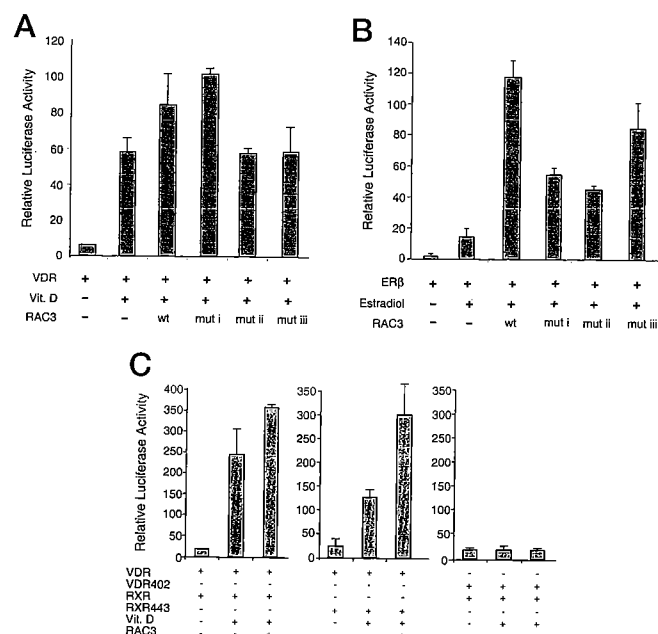 A
Relative Luciferase Activity
120
100
80
60
40
20
0
VDR + + + + + +
Vit. D - + + + + +
RAC3 - - wt mut i mut ii mut iii
B
Relative Luciferase Activity
140
120
100
80
60
40
20
0
ERβ + + + + + +
Estradiol - + + + + +
RAC3 - - wt mut i mut ii mut iii
C
Relative Luciferase Activity
400
350
300
250
200
150
100
50
0
350
300
250
200
150
100
50
0
350
300
250
200
150
100
50
0
VDR + + + + + + - - -
VDR402 - - - - - - + + +
RXR + + + - - - + + +
RXR443 - - - + + + - - -
Vit. D - + + - + + - + +
RAC3